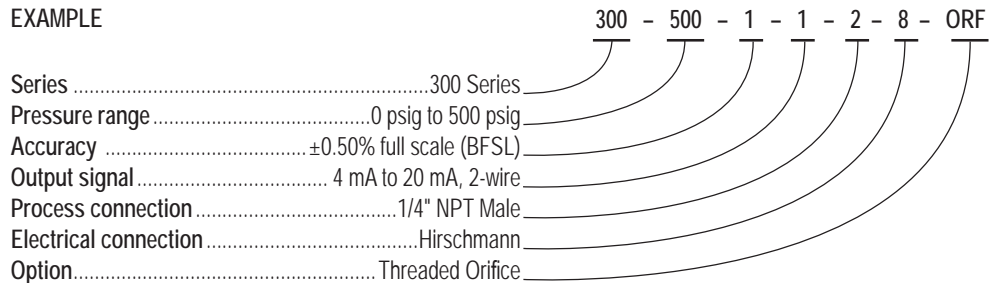 EXAMPLE 300 - 500 - 1 - 1 - 2 - 8 - ORF
Series ..................................................................300 Series
Pressure range.........................................0 psig to 500 psig
Accuracy .....................................±0.50% full scale (BFSL)
Output signal................................... 4 mA to 20 mA, 2-wire
Process connection..........................................1/4" NPT Male
Electrical connection.......................................Hirschmann
Option.......................................................Threaded Orifice